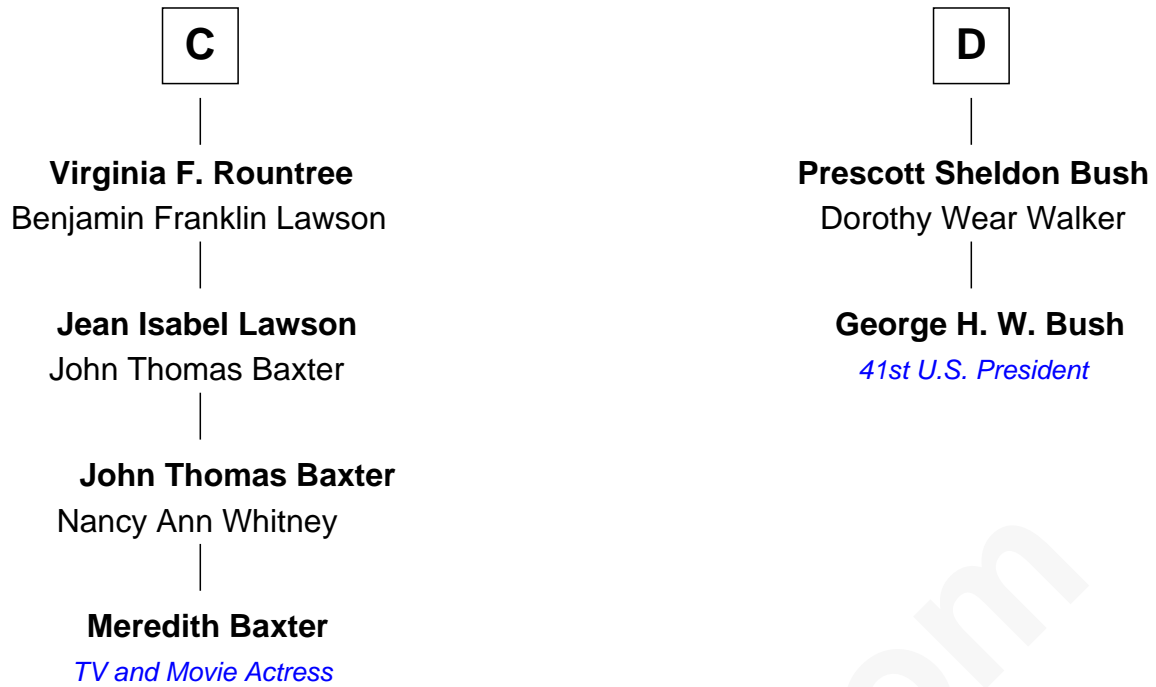 C
Virginia F. Rountree
Benjamin Franklin Lawson
Jean Isabel Lawson
John Thomas Baxter
John Thomas Baxter
Nancy Ann Whitney
Meredith Baxter
TV and Movie Actress
D
Prescott Sheldon Bush
Dorothy Wear Walker
George H. W. Bush
41st U.S. President
om